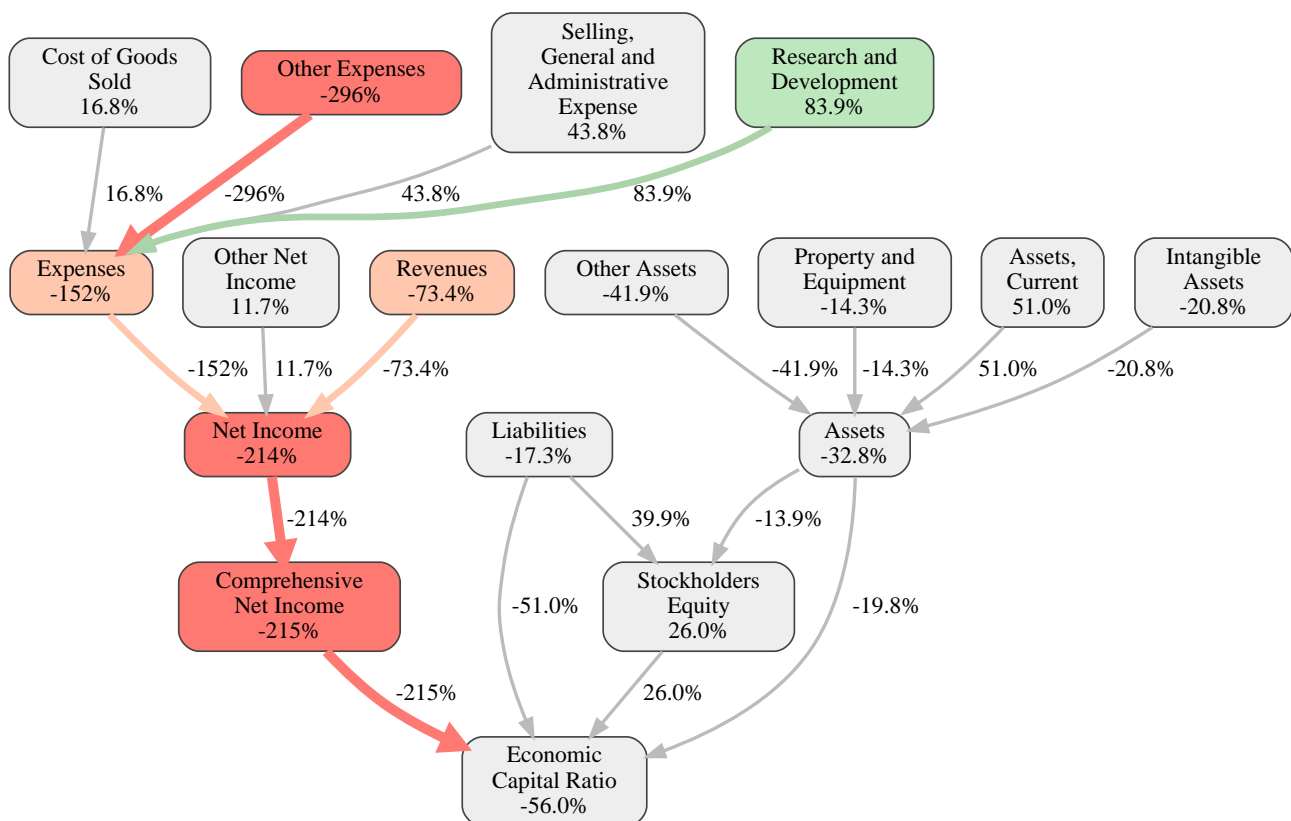 Cost of Goods
Sold
16.8%
Other Expenses
-296%
Selling,
General and
Administrative
Expense
43.8%
Research and
Development
83.9%
16.8%
-296%
43.8%
83.9%
Expenses
-152%
Other Net
Income
11.7%
Revenues
-73.4%
Other Assets
-41.9%
Property and
Equipment
-14.3%
Assets,
Current
51.0%
Intangible
Assets
-20.8%
-152%
11.7%
-73.4%
-41.9%
-14.3%
51.0%
-20.8%
Net Income
-214%
Liabilities
-17.3%
Assets
-32.8%
-214%
39.9%
-13.9%
Comprehensive
Net Income
-215%
-51.0%
Stockholders
Equity
26.0%
-19.8%
-215%
26.0%
Economic
Capital Ratio
-56.0%